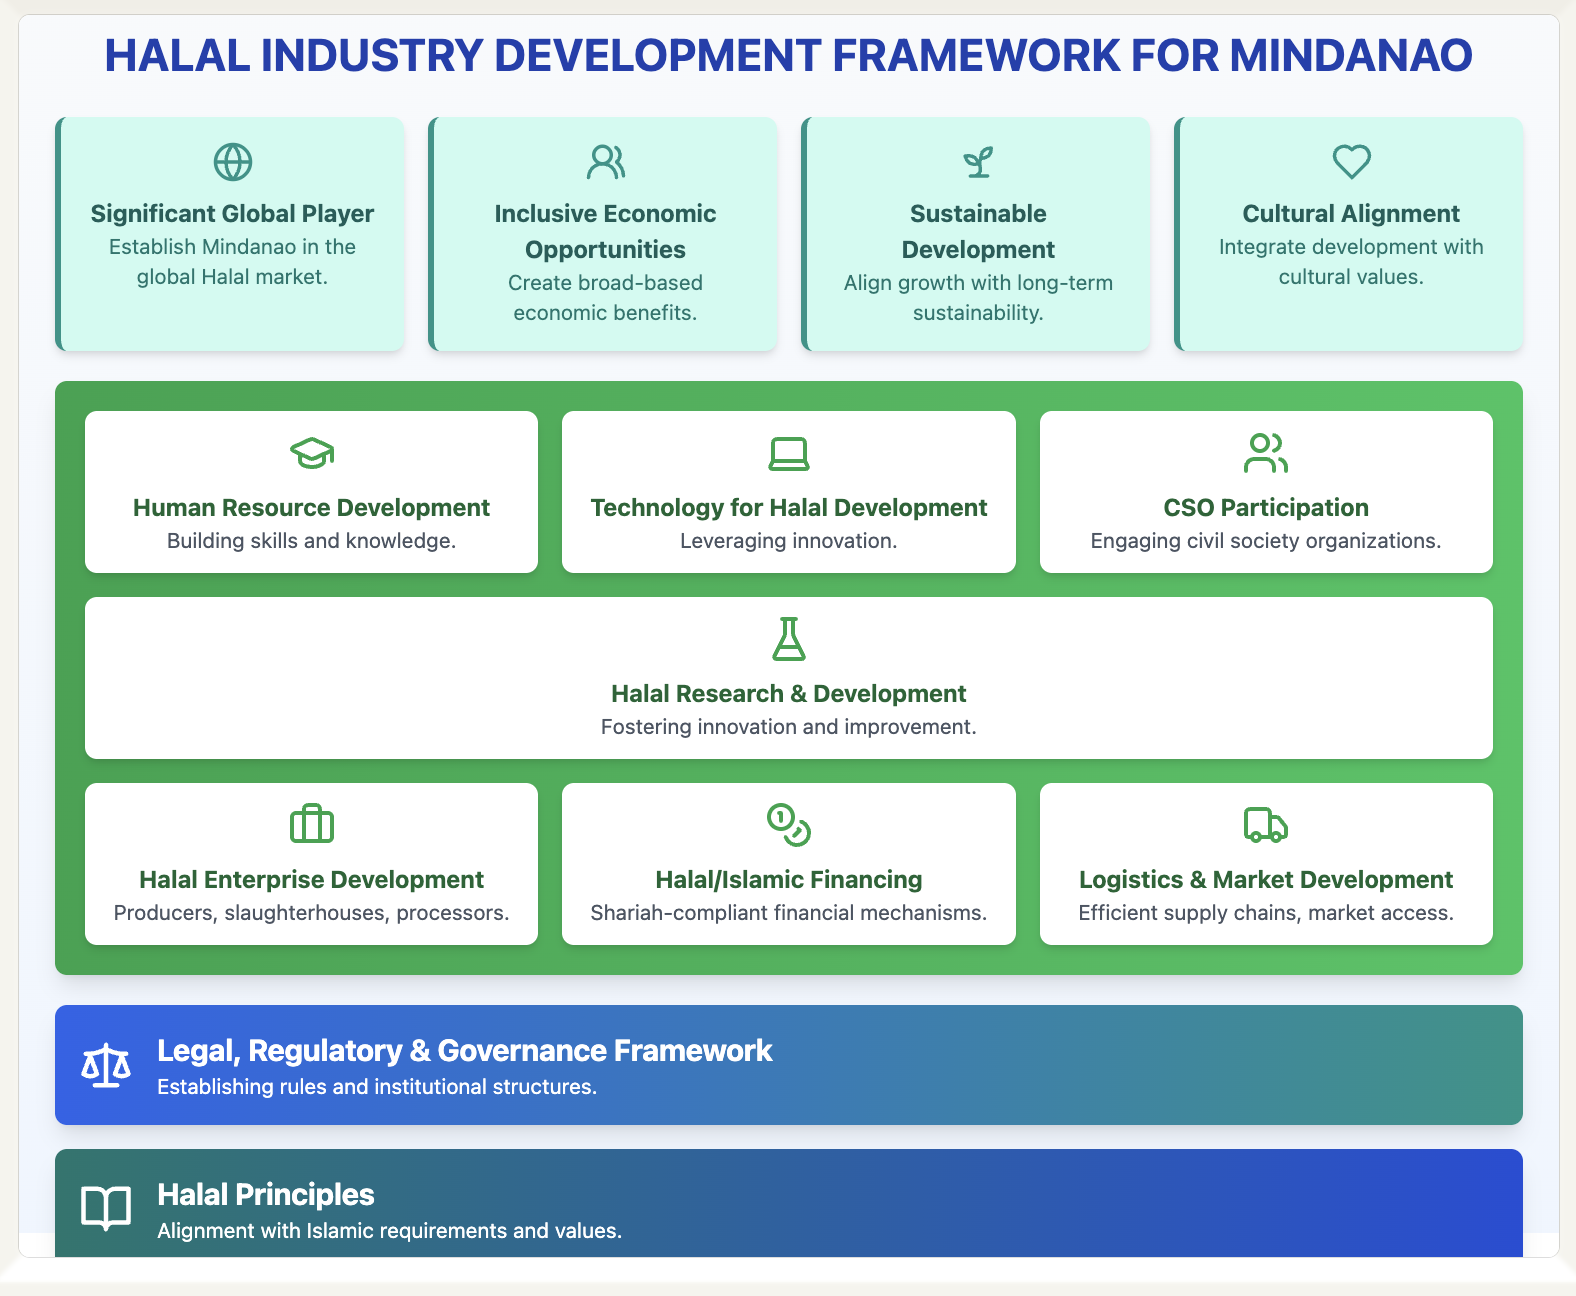 HALAL INDUSTRY DEVELOPMENT FRAMEWORK FOR MINDANAO
Significant Global Player
Establish Mindanao in the
global Halal market.
Inclusive Economic
Opportunities
Create broad-based
economic benefits.
Sustainable
Development
Align growth with long-term
sustainability.
Cultural Alignment
Integrate development with
cultural values.
Human Resource Development
Building skills and knowledge.
Technology for Halal Development
Leveraging innovation.
CSO Participation
Engaging civil society organizations.
Halal Research & Development
Fostering innovation and improvement.
Halal Enterprise Development
Producers, slaughterhouses, processors.
Halal/Islamic Financing
Shariah-compliant financial mechanisms.
Logistics & Market Development
Efficient supply chains, market access.
Legal, Regulatory & Governance Framework
Establishing rules and institutional structures.
Halal Principles
Alignment with Islamic requirements and values.